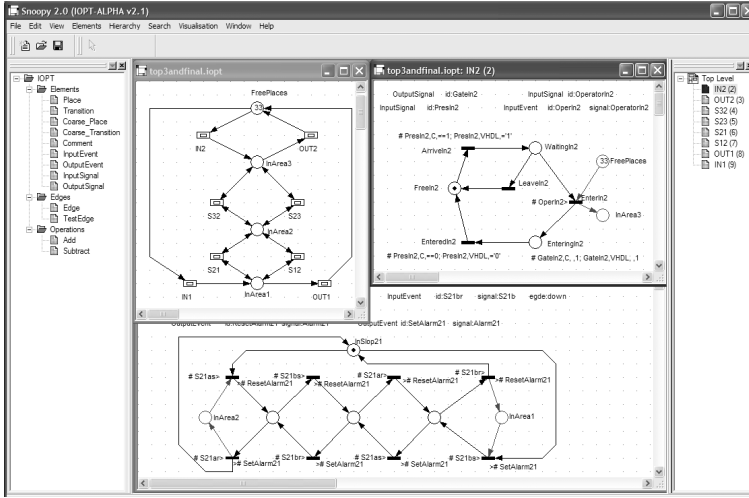 Snoopy 2.0 (IOPT-ALPHA v2.1)
File Edit View Elements Hierarchy Search Visualisation Window Help
IOPT
Elements
Place
Transition
Coarse_Place
Coarse_Transition
Comment
InputEvent
OutputEvent
InputSignal
OutputSignal
Edges
Edge
TestEdge
Operations
Add
Subtract
top3andfinal.iopt
FreePlaces
33
IN2
OUT2
InArea3
S32
S23
InArea2
S21
S12
IN1
InArea1
OUT1
top3andfinal.iopt: IN2 (2)
OutputSignal id:GateIn2 InputSignal id:OperatorIn2
InputSignal id:PresIn2 InputEvent id:OperIn2 signal:OperatorIn2
# PresIn2,C,==1; PresIn2,VHDL,='1'
ArriveIn2
WaitingIn2
33 FreePlaces
FreeIn2
LeaveIn2
EnterIn2
# OperIn2>
InArea3
EnteredIn2
EnteringIn2
# PresIn2,C,==0; PresIn2,VHDL,='0'
# GateIn2,C, ,1; GateIn2,VHDL, ,1
Top Level
IN2 (2)
OUT2 (3)
S32 (4)
S23 (5)
S21 (6)
S12 (7)
OUT1 (8)
IN1 (9)
InputEvent id:S21br signal:S21b egde:down
OutputEvent id:ResetAlarm21 signal:Alarm21 OutputEvent id:SetAlarm21 signal:Alarm21
InSlop21
# S21as>
># ResetAlarm21
# S21bs>
># ResetAlarm21
# S21ar>
># ResetAlarm21
# S21br>
># ResetAlarm21
InArea2
InArea1
# S21ar>
># SetAlarm21
# S21br>
># SetAlarm21
# S21as>
># SetAlarm21
# S21bs>
># SetAlarm21